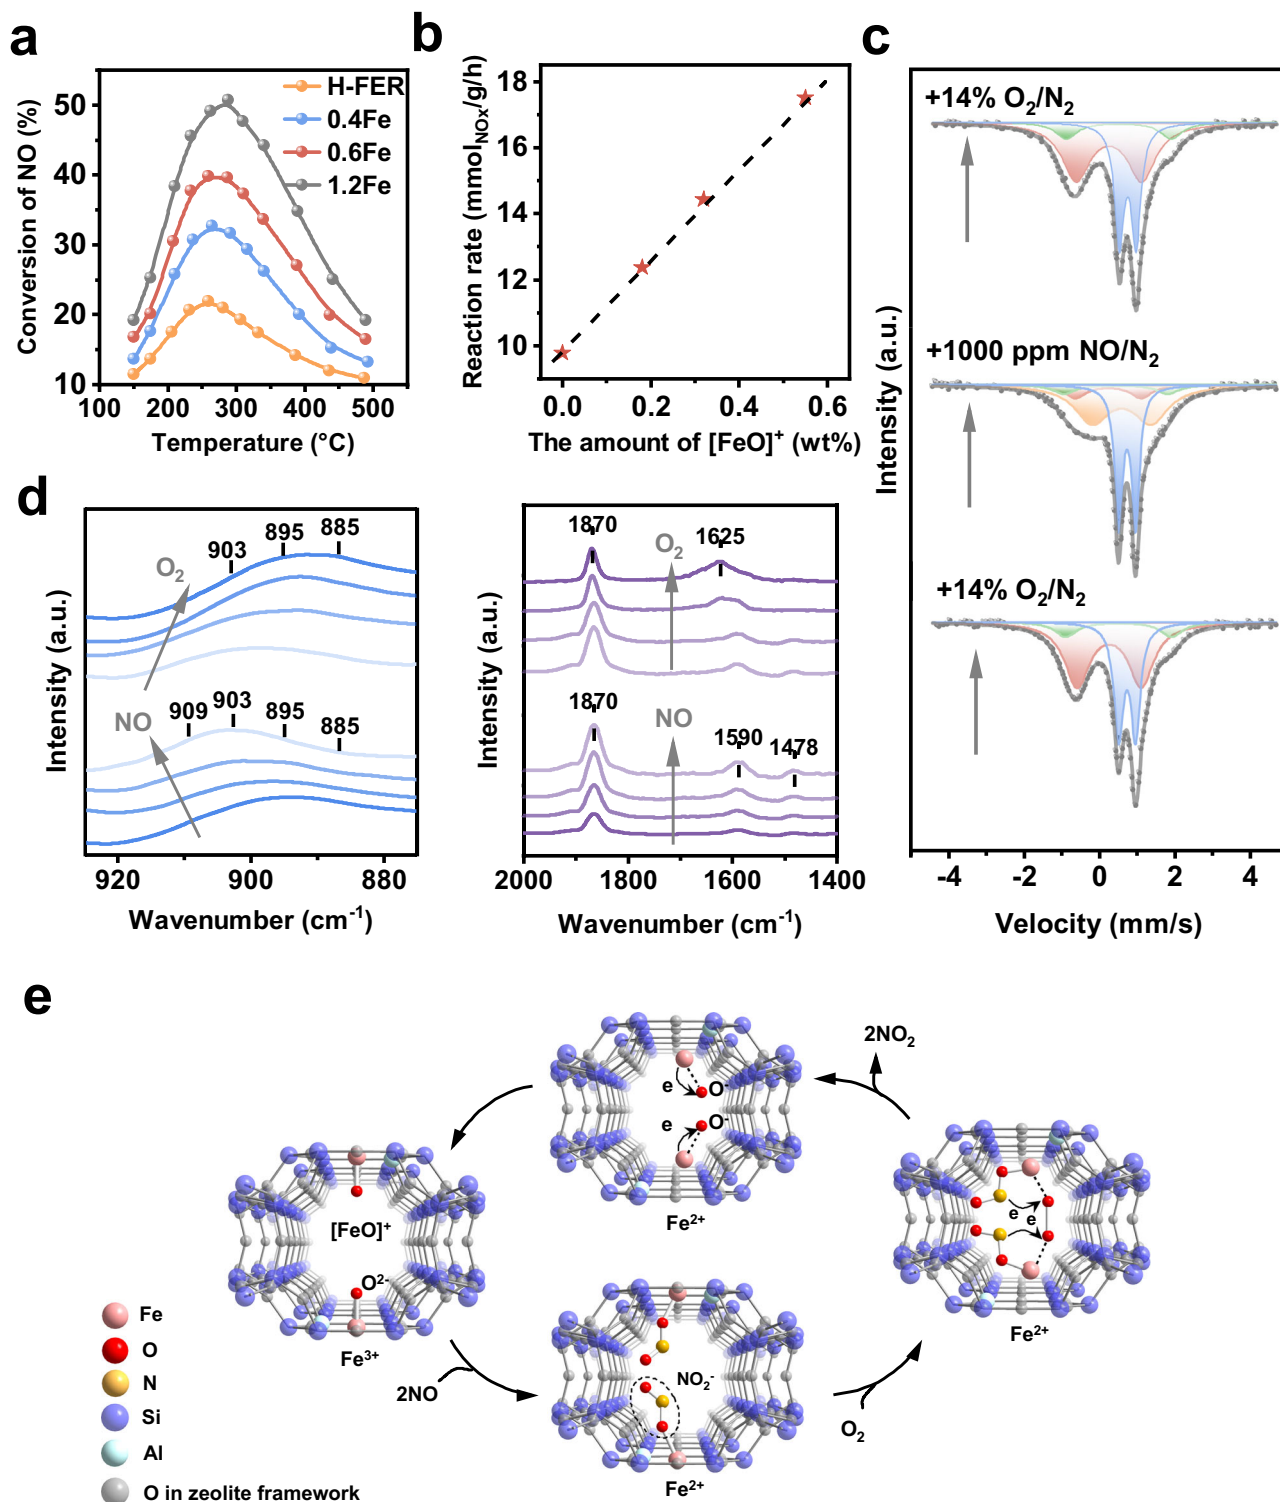 a
Conversion of NO (%)
50
40
30
20
10
100 200 300 400 500
Temperature (°C)
H-FER
0.4Fe
0.6Fe
1.2Fe
b
Reaction rate (mmol_NOx/g/h)
18
16
14
12
10
0.0 0.2 0.4 0.6
The amount of [FeO]⁺ (wt%)
c
Intensity (a.u.)
+14% O₂/N₂
+1000 ppm NO/N₂
+14% O₂/N₂
-4 -2 0 2 4
Velocity (mm/s)
d
Intensity (a.u.)
903 895 885
O₂
909 903 895 885
NO
920 900 880
Wavenumber (cm⁻¹)
Intensity (a.u.)
1870 1625
O₂
1870 1590 1478
NO
2000 1800 1600 1400
Wavenumber (cm⁻¹)
e
2NO₂
e O⁻
e O⁻
Fe²⁺
[FeO]⁺
O²⁻
Fe³⁺
e e
Fe²⁺
2NO
NO₂⁻
Fe²⁺
O₂
Fe
O
N
Si
Al
O in zeolite framework